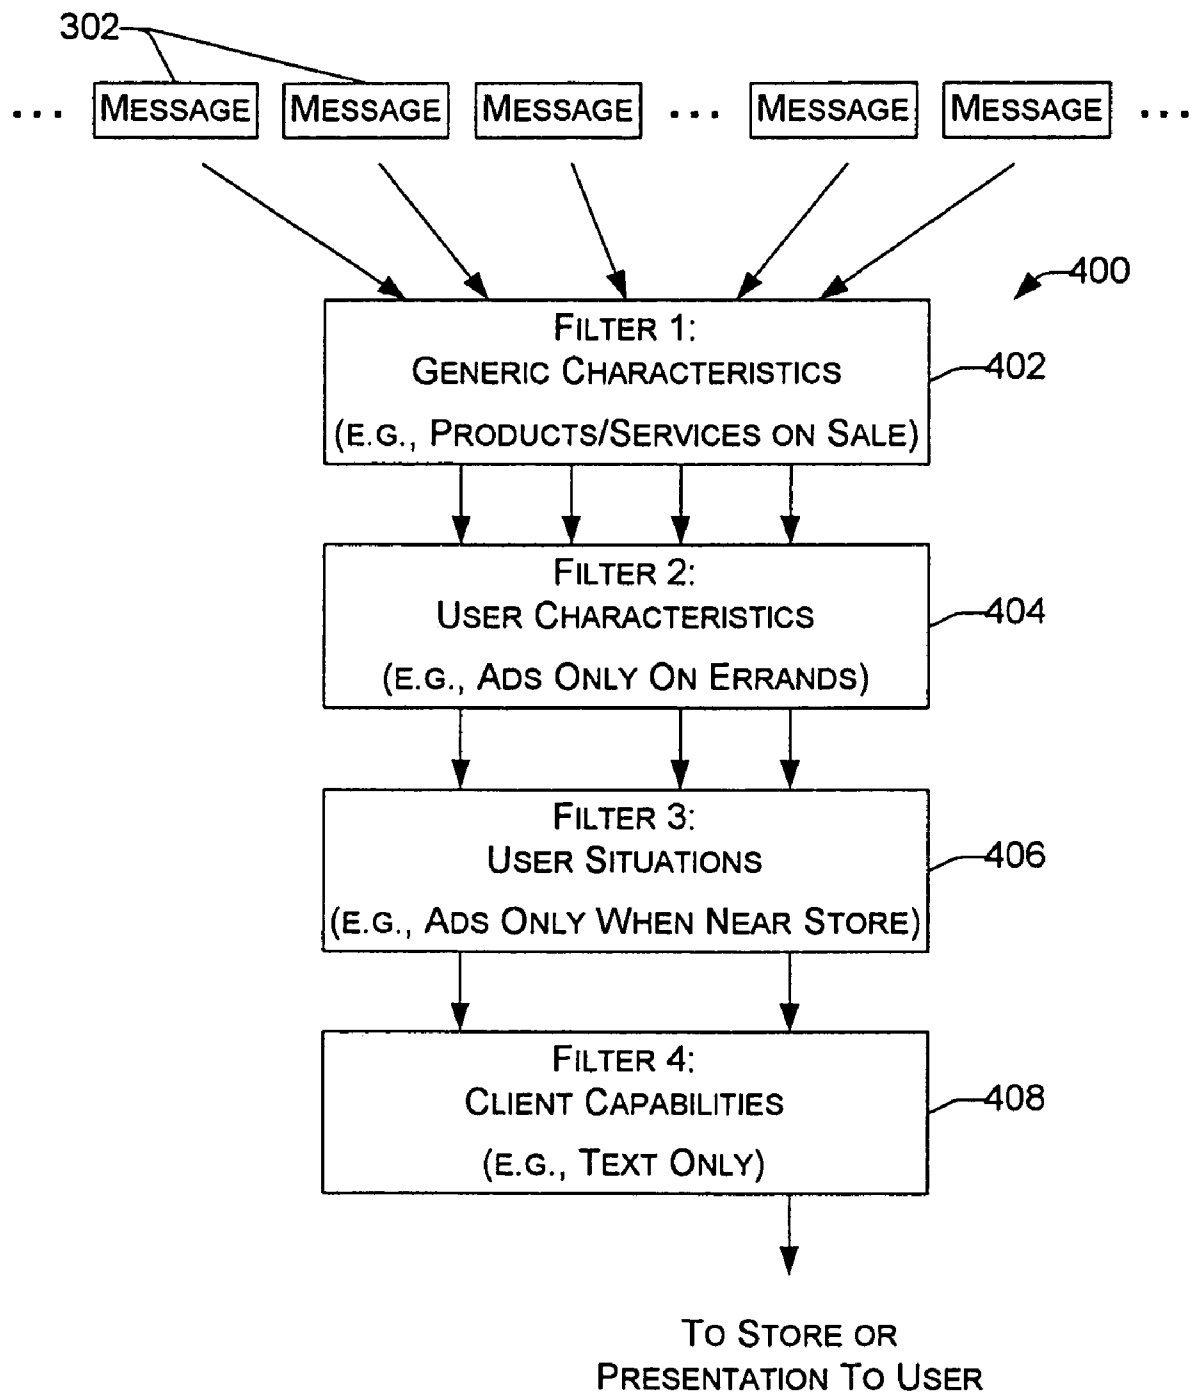 302
... MESSAGE MESSAGE MESSAGE ... MESSAGE MESSAGE ...
400
FILTER 1:
GENERIC CHARACTERISTICS
(E.G., PRODUCTS/SERVICES ON SALE)
402
FILTER 2:
USER CHARACTERISTICS
(E.G., ADS ONLY ON ERRANDS)
404
FILTER 3:
USER SITUATIONS
(E.G., ADS ONLY WHEN NEAR STORE)
406
FILTER 4:
CLIENT CAPABILITIES
(E.G., TEXT ONLY)
408
TO STORE OR
PRESENTATION TO USER